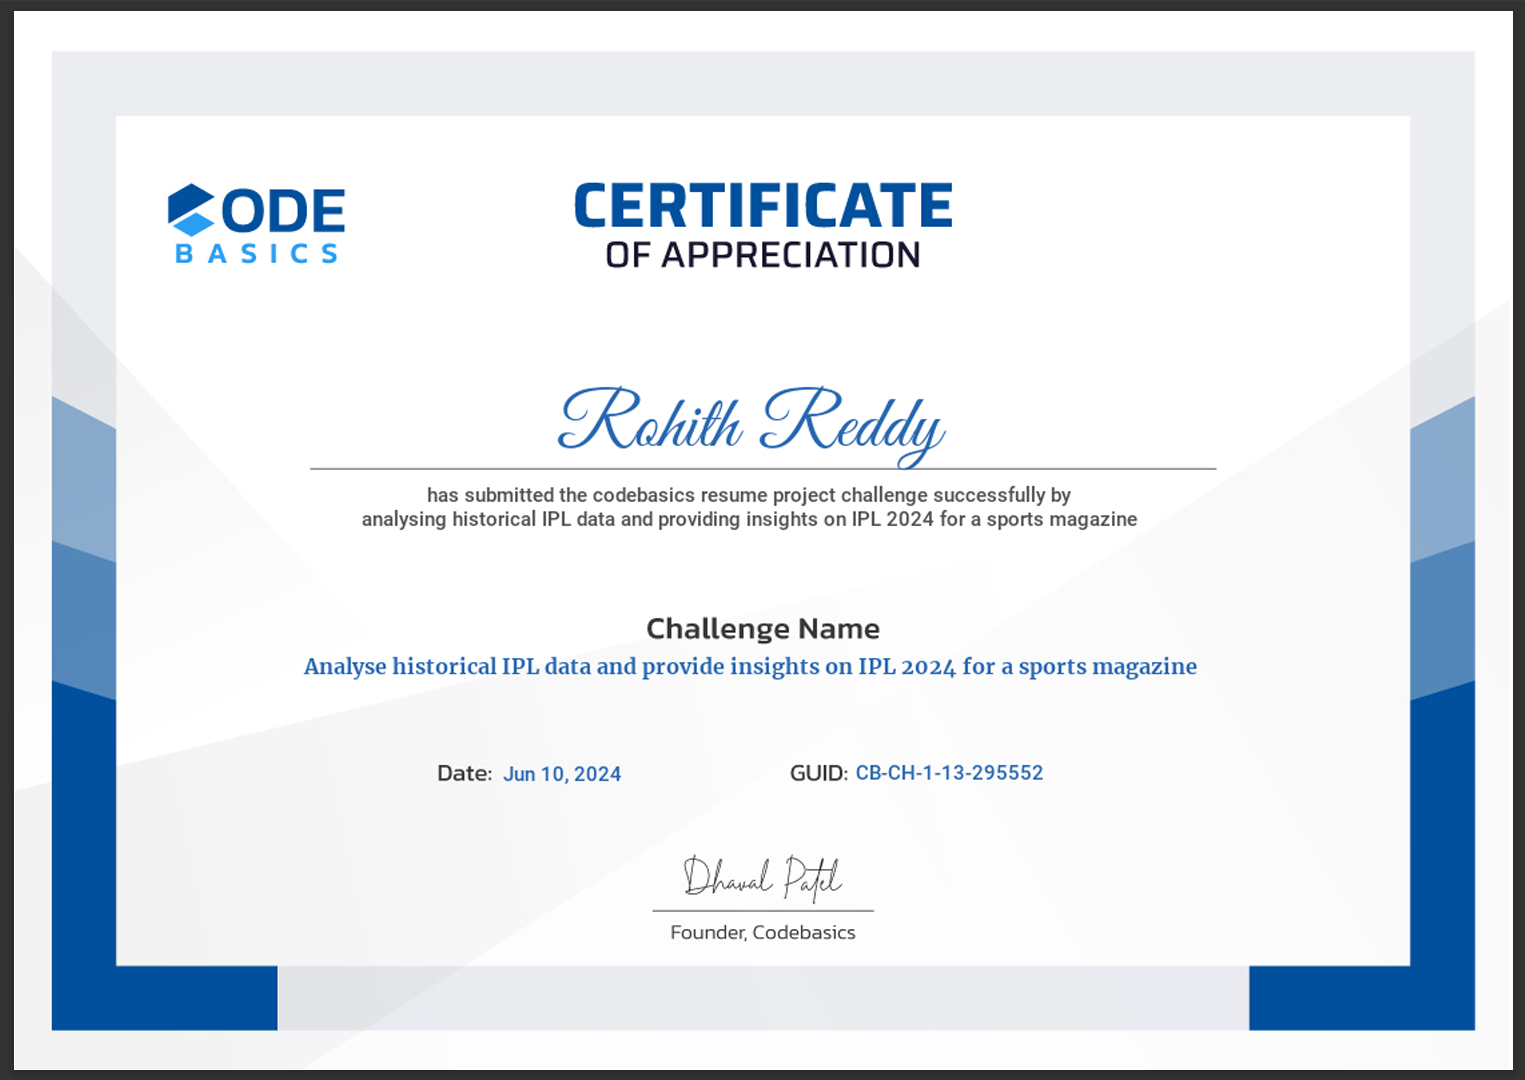 CODE
BASICS
CERTIFICATE
OF APPRECIATION
Rohith Reddy
has submitted the codebasics resume project challenge successfully by
analysing historical IPL data and providing insights on IPL 2024 for a sports magazine
Challenge Name
Analyse historical IPL data and provide insights on IPL 2024 for a sports magazine
Date: Jun 10, 2024
GUID: CB-CH-1-13-295552
Dhaval Patel
Founder, Codebasics